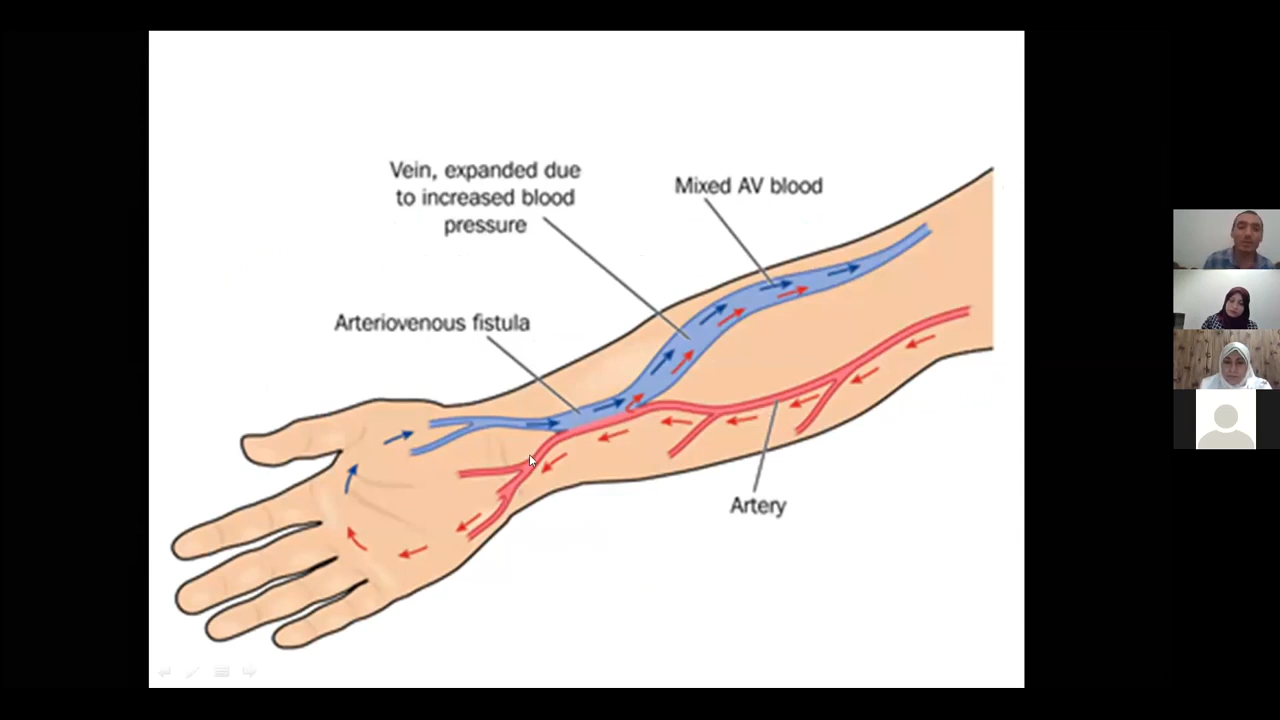 Vein, expanded due
to increased blood
pressure
Mixed AV blood
Arteriovenous fistula
Artery